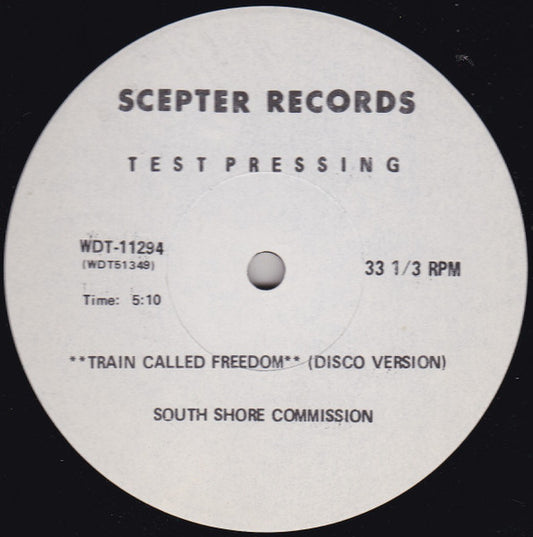 SCEPTER RECORDS
TEST PRESSING
WDT-11294
(WDT51349)
33 1/3 RPM
Time: 5:10
**TRAIN CALLED FREEDOM** (DISCO VERSION)
SOUTH SHORE COMMISSION